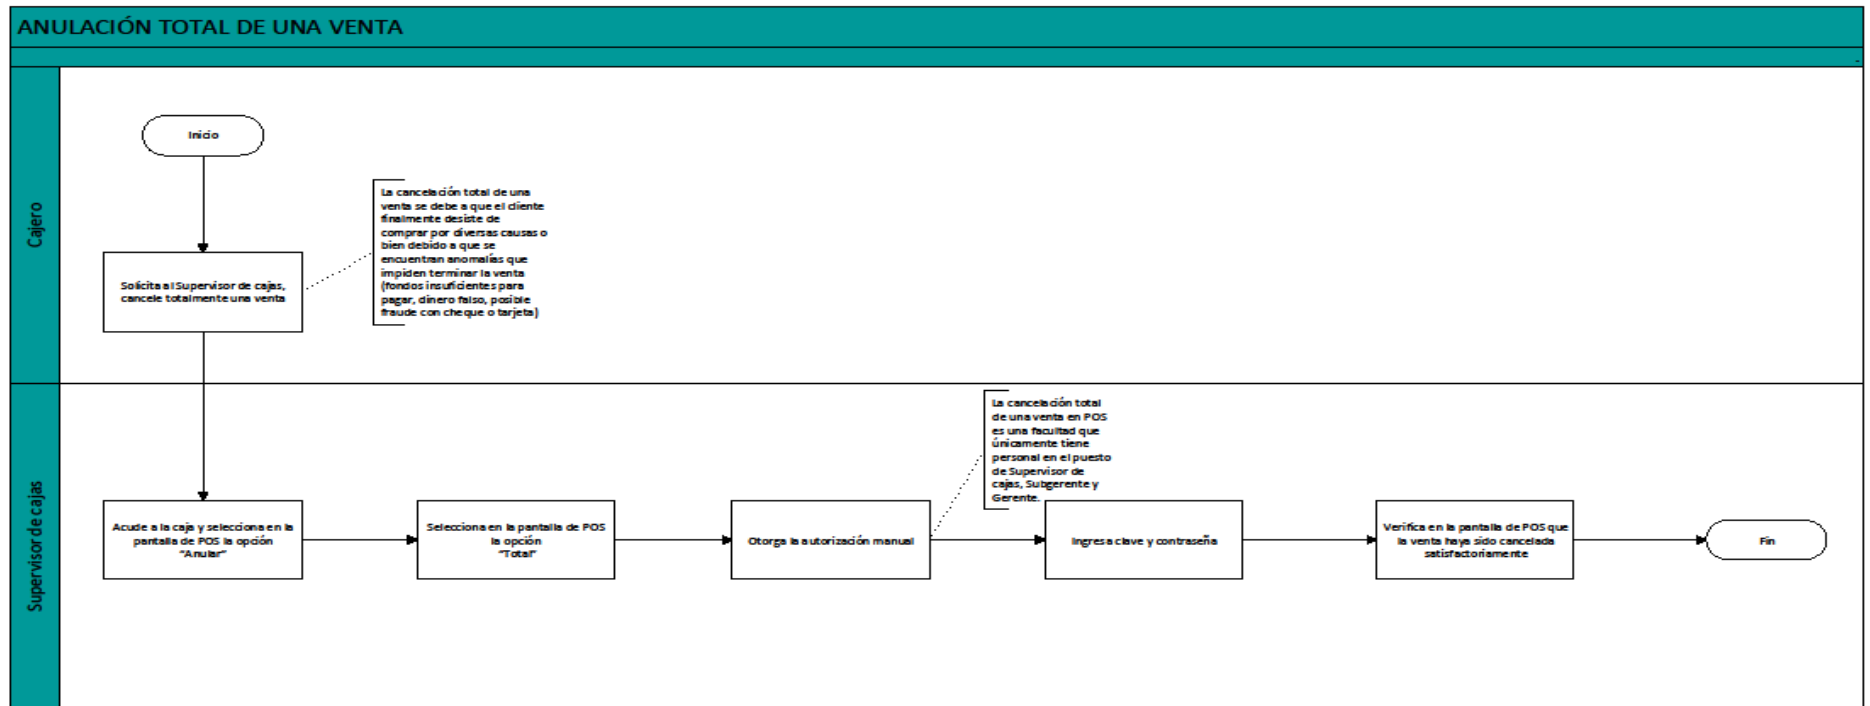 ANULACIÓN TOTAL DE UNA VENTA
Cajero
Inicio
La cancelación total de una
venta se debe a que el cliente
finalmente desiste de
comprar por diversas causas o
bien debido a que se
encuentran anomalías que
impiden terminar la venta
(fondos insuficientes para
pagar, dinero falso, posible
fraude con cheque o tarjeta)
Solicita al Supervisor de cajas,
cancele totalmente una venta
Supervisor de cajas
La cancelación total
de una venta en POS
es una facultad que
únicamente tiene
personal en el puesto
de Supervisor de
cajas, Subgerente y
Gerente.
Acude a la caja y selecciona en la
pantalla de POS la opción
"Anular"
Selecciona en la pantalla de POS
la opción
"Total"
Otorga la autorización manual
Ingresa clave y contraseña
Verifica en la pantalla de POS que
la venta haya sido cancelada
satisfactoriamente
Fin